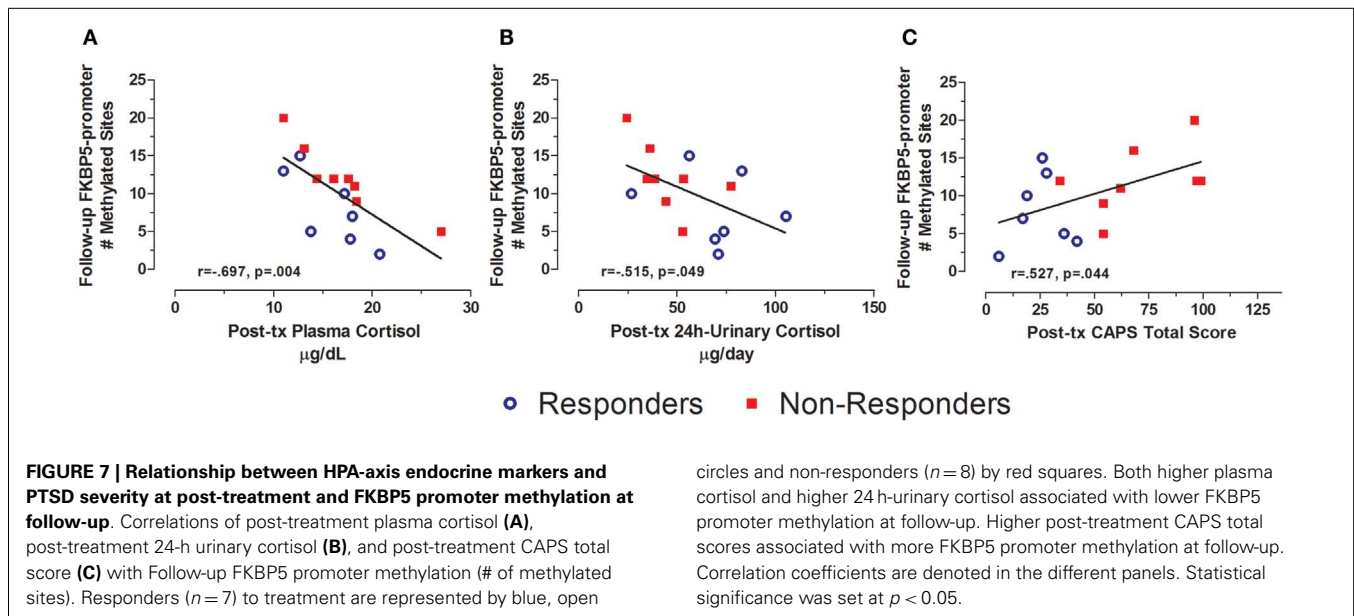 A
Follow-up FKBP5-promoter
# Methylated Sites
25
20
15
10
5
0
r=-.697, p=.004
0 10 20 30
Post-tx Plasma Cortisol
μg/dL
B
Follow-up FKBP5-promoter
# Methylated Sites
25
20
15
10
5
0
r=-.515, p=.049
0 50 100 150
Post-tx 24h-Urinary Cortisol
μg/day
C
Follow-up FKBP5-promoter
# Methylated Sites
25
20
15
10
5
0
r=.527, p=.044
0 25 50 75 100 125
Post-tx CAPS Total Score
Responders Non-Responders
FIGURE 7 | Relationship between HPA-axis endocrine markers and
PTSD severity at post-treatment and FKBP5 promoter methylation at
follow-up. Correlations of post-treatment plasma cortisol (A),
post-treatment 24-h urinary cortisol (B), and post-treatment CAPS total
score (C) with Follow-up FKBP5 promoter methylation (# of methylated
sites). Responders (n = 7) to treatment are represented by blue, open
circles and non-responders (n = 8) by red squares. Both higher plasma
cortisol and higher 24 h-urinary cortisol associated with lower FKBP5
promoter methylation at follow-up. Higher post-treatment CAPS total
scores associated with more FKBP5 promoter methylation at follow-up.
Correlation coefficients are denoted in the different panels. Statistical
significance was set at p < 0.05.